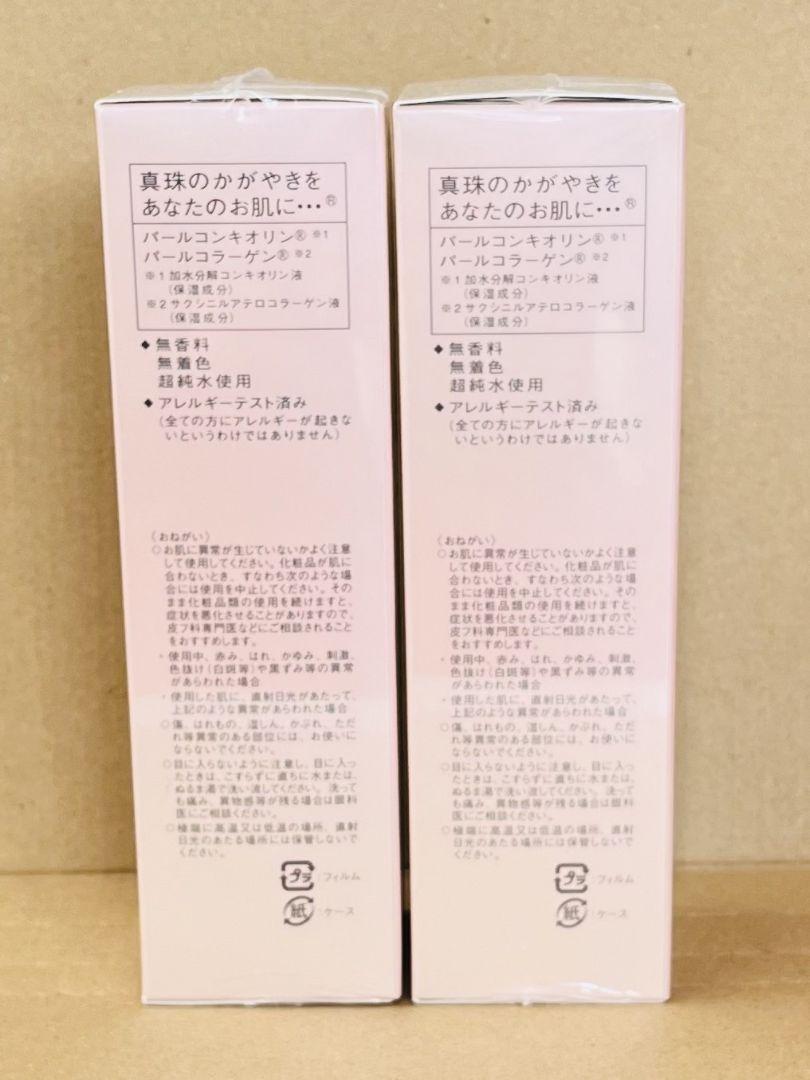 真珠のかがやきを
あなたのお肌に…®
パールコンキオリン® ※1
パールコラーゲン® ※2
※1加水分解コンキオリン液
(保湿成分)
※2サクシニルアテロコラーゲン液
(保湿成分)
◆無香料
無着色
超純水使用
◆アレルギーテスト済み
(全ての方にアレルギーが起きな
いというわけではありません)
〈おねがい〉
○お肌に異常が生じていないかよく注意
して使用してください。化粧品が肌に
合わないとき、すなわち次のような場
合には使用を中止してください。その
まま化粧品類の使用を続けますと、
症状を悪化させることがありますので、
皮フ科専門医などにご相談されること
をおすすめします。
・使用中、赤み、はれ、かゆみ、刺激、
色抜け(白斑等)や黒ずみ等の異常
があらわれた場合
・使用した肌に、直射日光があたって、
上記のような異常があらわれた場合
○傷、はれもの、湿しん、かぶれ、ただ
れ等異常のある部位には、お使いに
ならないでください。
○目に入らないように注意し、目に入っ
たときは、こすらずに直ちに水または、
ぬるま湯で洗い流してください。洗って
も痛み、異物感等が残る場合は眼科
医にご相談ください。
○極端に高温又は低温の場所、直射
日光のあたる場所には保管しないで
ください。
プラ:フィルム
紙:ケース
真珠のかがやきを
あなたのお肌に…®
パールコンキオリン® ※1
パールコラーゲン® ※2
※1加水分解コンキオリン液
(保湿成分)
※2サクシニルアテロコラーゲン液
(保湿成分)
◆無香料
無着色
超純水使用
◆アレルギーテスト済み
(全ての方にアレルギーが起きな
いというわけではありません)
〈おねがい〉
○お肌に異常が生じていないかよく注意
して使用してください。化粧品が肌に
合わないとき、すなわち次のような場
合には使用を中止してください。その
まま化粧品類の使用を続けますと、
症状を悪化させることがありますので、
皮フ科専門医などにご相談されること
をおすすめします。
・使用中、赤み、はれ、かゆみ、刺激、
色抜け(白斑等)や黒ずみ等の異常
があらわれた場合
・使用した肌に、直射日光があたって、
上記のような異常があらわれた場合
○傷、はれもの、湿しん、かぶれ、ただ
れ等異常のある部位には、お使いに
ならないでください。
○目に入らないように注意し、目に入っ
たときは、こすらずに直ちに水または、
ぬるま湯で洗い流してください。洗って
も痛み、異物感等が残る場合は眼科
医にご相談ください。
○極端に高温又は低温の場所、直射
日光のあたる場所には保管しないで
ください。
プラ:フィルム
紙:ケース